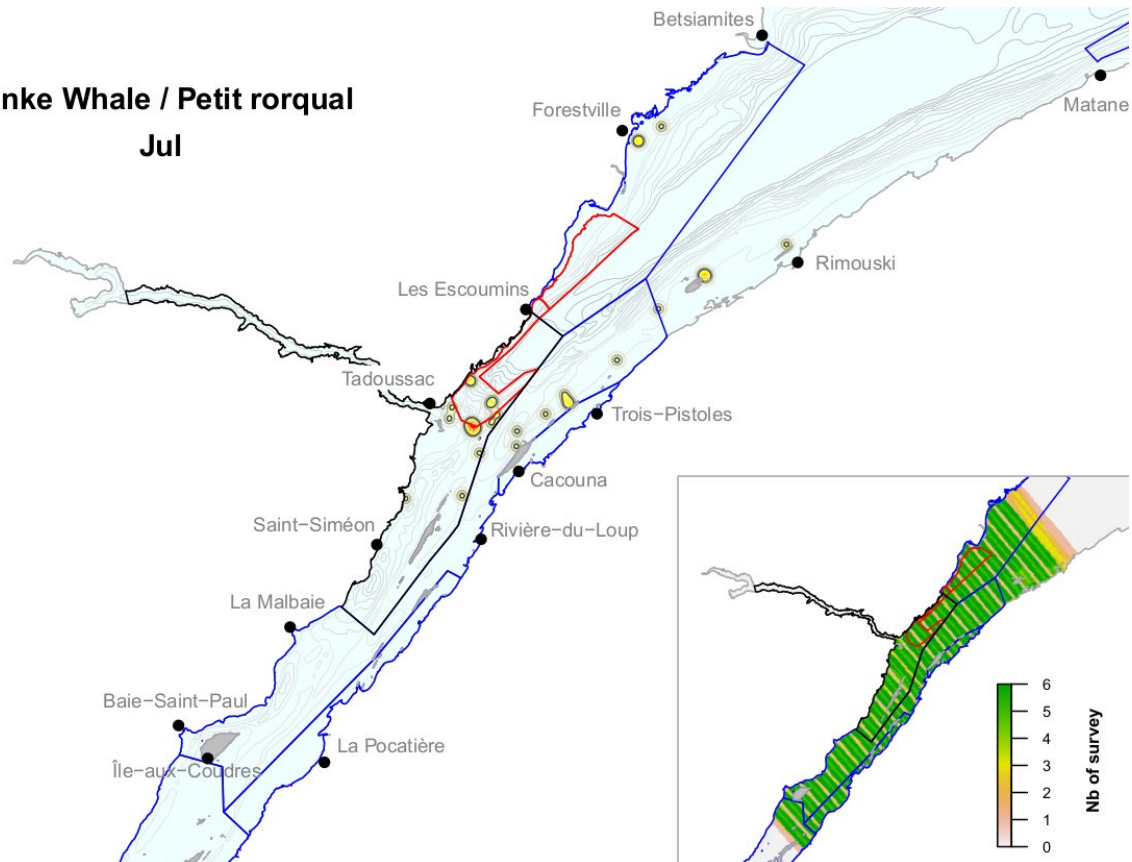 Betsiamites
nke Whale / Petit rorqual
Jul
Forestville
Matane
Rimouski
Les Escoumins
Tadoussac
Trois−Pistoles
Cacouna
Saint−Siméon
Rivière−du−Loup
La Malbaie
Baie−Saint−Paul
La Pocatière
Île−aux−Coudres
6
5
4
3
2
1
0
Nb of survey